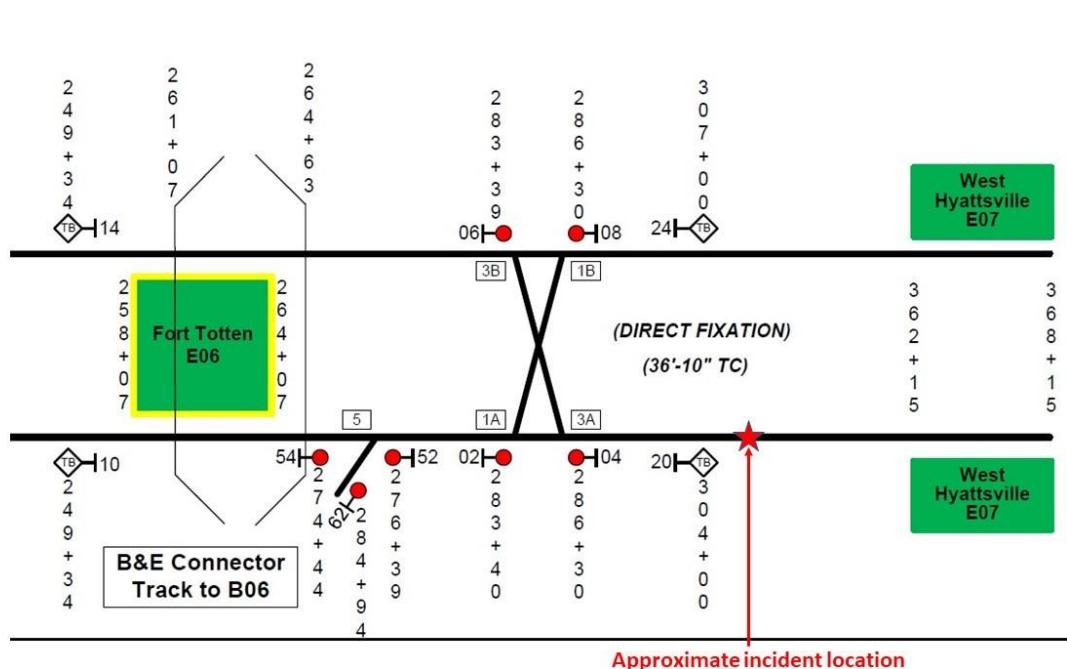 249+34
261+07
264+63
283+39
286+30
307+00
West
Hyattsville
E07
TB 14
06
08
24 TB
3B
1B
258+07
Fort Totten
E06
264+07
(DIRECT FIXATION)
(36'-10" TC)
362+15
368+15
5
1A
3A
TB 10
54
52
02
04
20 TB
62
249+34
274+44
284+94
276+39
283+40
286+30
304+00
West
Hyattsville
E07
B&E Connector
Track to B06
Approximate incident location